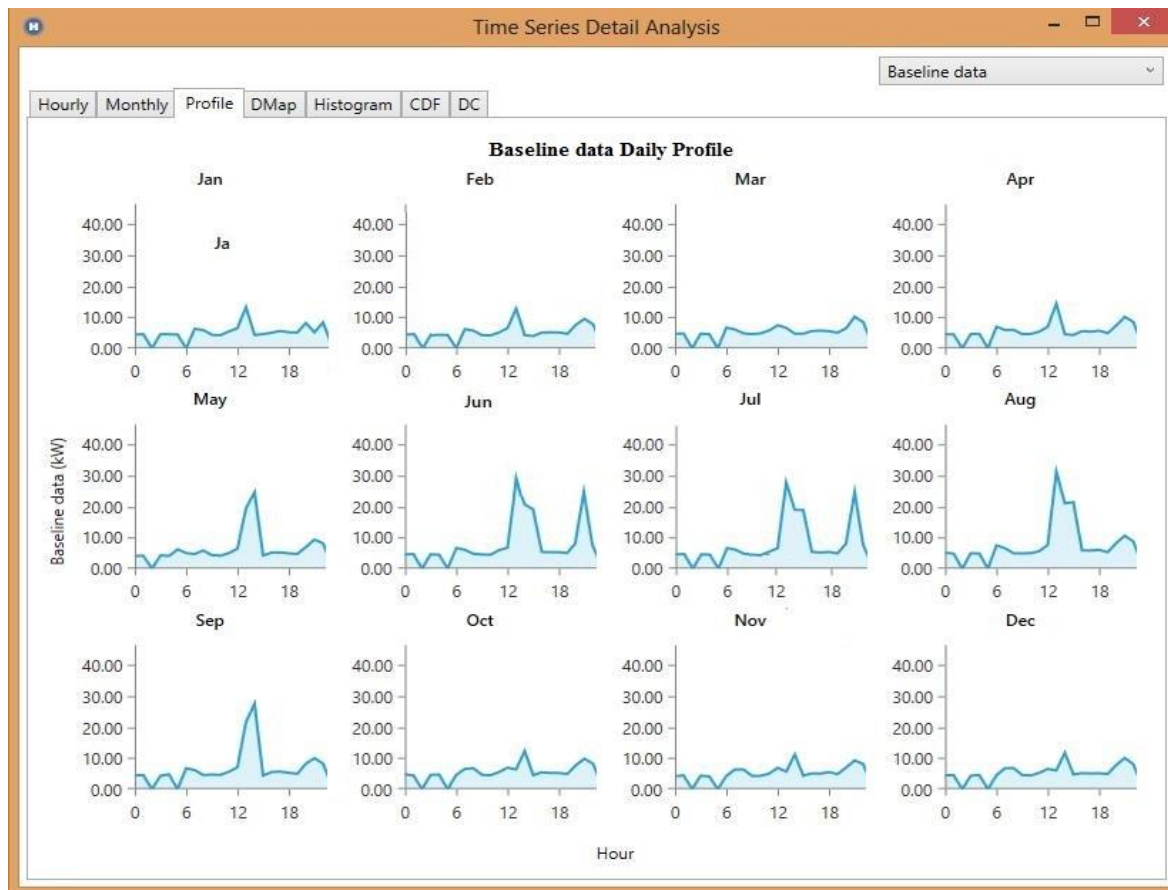 H
Time Series Detail Analysis
Baseline data
Hourly Monthly Profile DMap Histogram CDF DC
Baseline data Daily Profile
Jan Feb Mar Apr
40.00 40.00 40.00 40.00
Ja
30.00 30.00 30.00 30.00
20.00 20.00 20.00 20.00
10.00 10.00 10.00 10.00
0.00 0.00 0.00 0.00
0 6 12 18 0 6 12 18 0 6 12 18 0 6 12 18
May Jun Jul Aug
40.00 40.00 40.00 40.00
30.00 30.00 30.00 30.00
20.00 20.00 20.00 20.00
10.00 10.00 10.00 10.00
0.00 0.00 0.00 0.00
0 6 12 18 0 6 12 18 0 6 12 18 0 6 12 18
Baseline data (kW)
Sep Oct Nov Dec
40.00 40.00 40.00 40.00
30.00 30.00 30.00 30.00
20.00 20.00 20.00 20.00
10.00 10.00 10.00 10.00
0.00 0.00 0.00 0.00
0 6 12 18 0 6 12 18 0 6 12 18 0 6 12 18
Hour